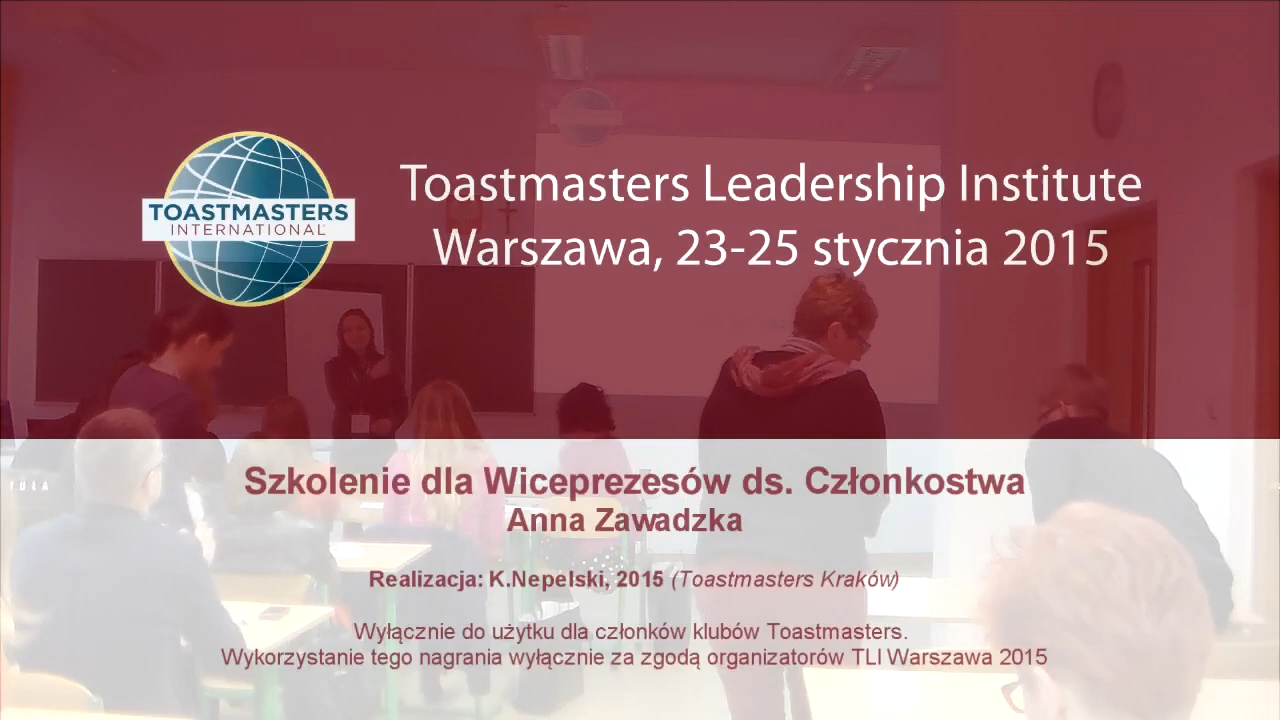 TOASTMASTERS
INTERNATIONAL
Toastmasters Leadership Institute
Warszawa, 23-25 stycznia 2015
Szkolenie dla Wiceprezesów ds. Członkostwa
Anna Zawadzka
Realizacja: K.Nepelski, 2015 (Toastmasters Kraków)
Wyłącznie do użytku dla członków klubów Toastmasters.
Wykorzystanie tego nagrania wyłącznie za zgodą organizatorów TLI Warszawa 2015